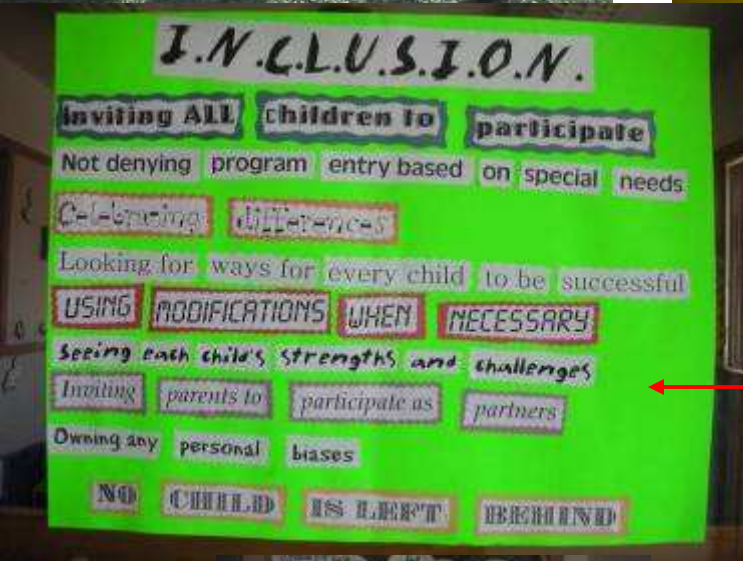 I.N.C.L.U.S.I.O.N.
inviting ALL children to participate
Not denying program entry based on special needs
Celebrating differences
Looking for ways for every child to be successful
USING MODIFICATIONS WHEN NECESSARY
Seeing each child's strengths and challenges
Inviting parents to participate as partners
Owning any personal biases
NO CHILD IS LEFT BEHIND